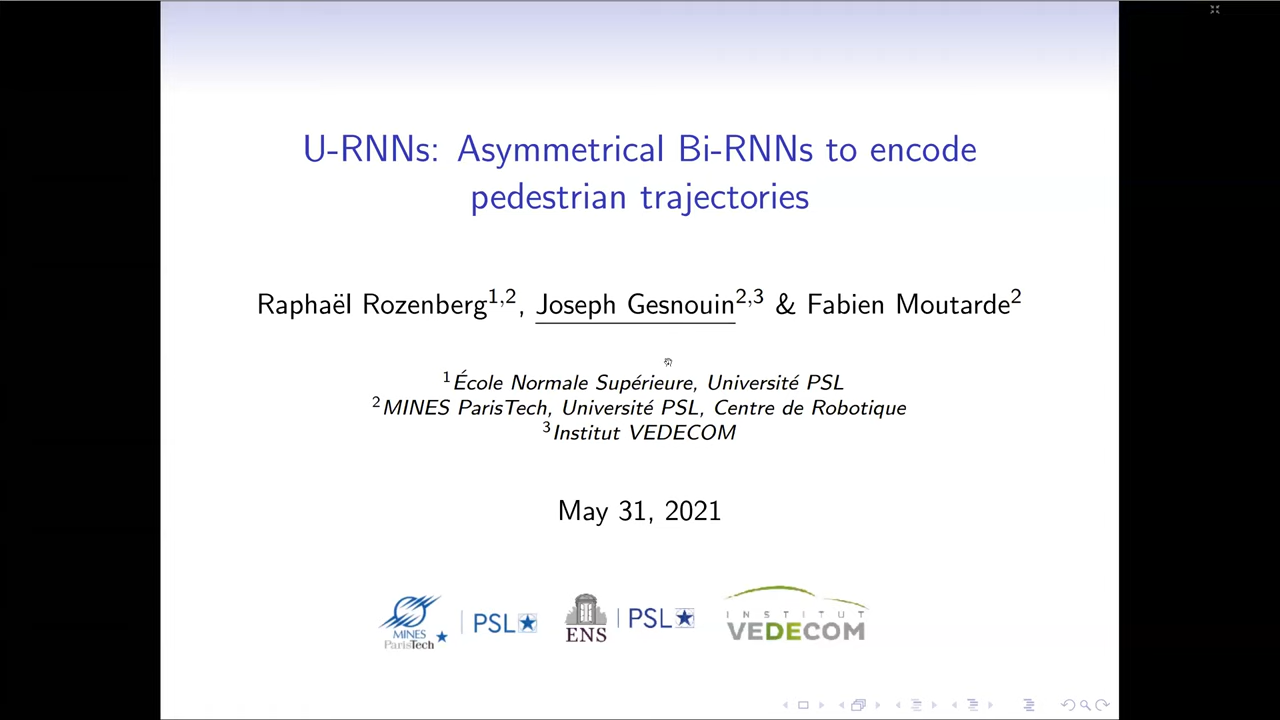 U-RNNs: Asymmetrical Bi-RNNs to encode
pedestrian trajectories
Raphaël Rozenberg1,2, Joseph Gesnouin2,3 & Fabien Moutarde2
1École Normale Supérieure, Université PSL
2MINES ParisTech, Université PSL, Centre de Robotique
3Institut VEDECOM
May 31, 2021
MINES
ParisTech
PSL
ENS
PSL
INSTITUT
VEDECOM